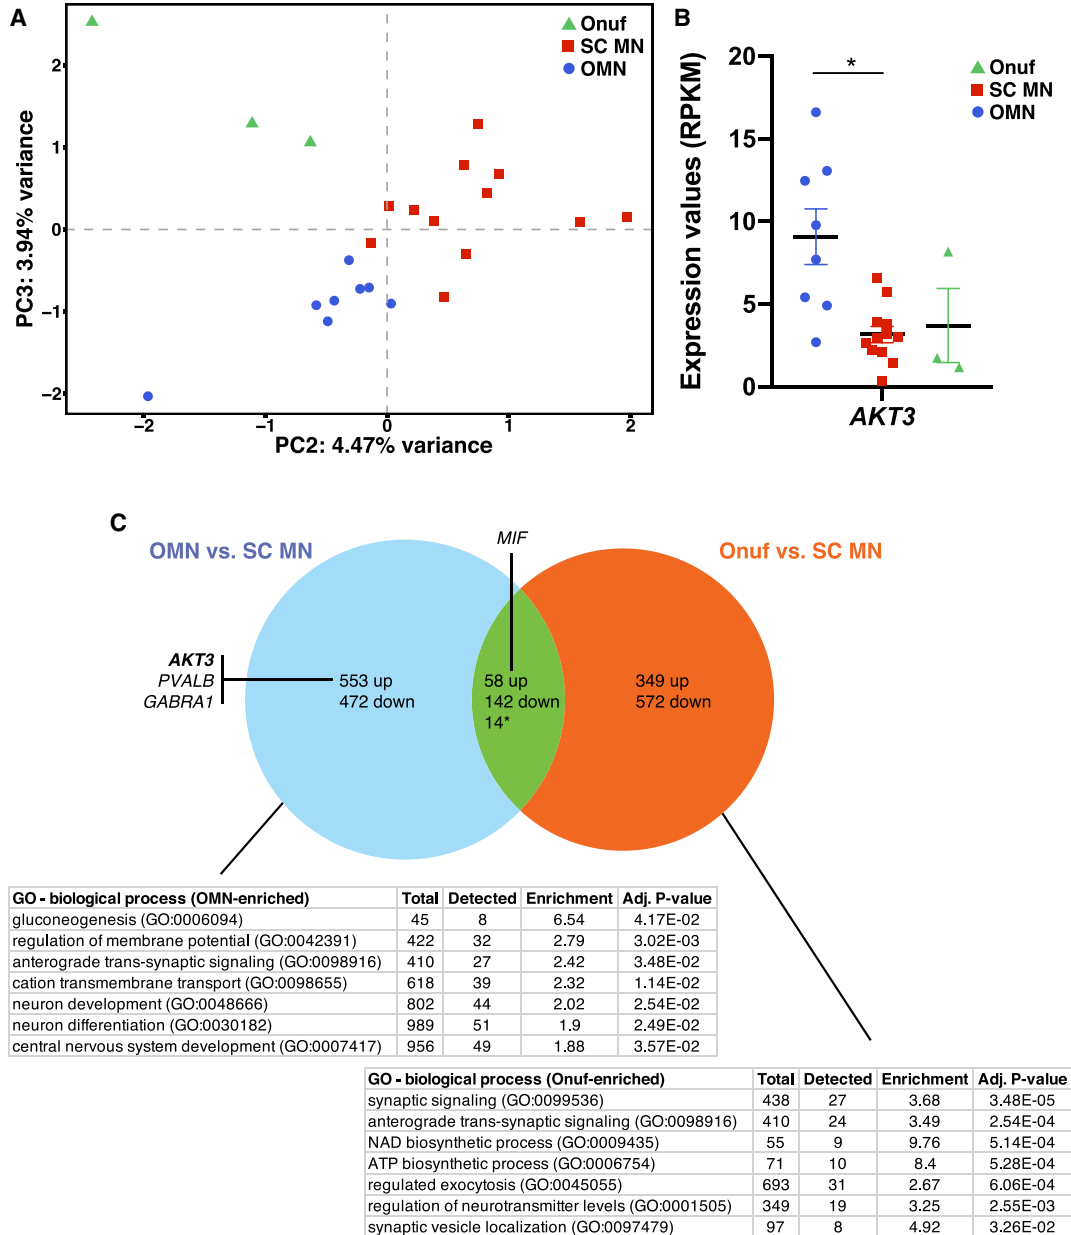 A
Onuf
SC MN
OMN
PC3: 3.94% variance
2
1
0
−1
−2
−2
−1
0
1
2
PC2: 4.47% variance
B
Onuf
SC MN
OMN
Expression values (RPKM)
20
15
10
5
0
*
AKT3
C
OMN vs. SC MN
MIF
Onuf vs. SC MN
AKT3
PVALB
GABRA1
553 up
472 down
58 up
142 down
14*
349 up
572 down
GO - biological process (OMN-enriched) Total Detected Enrichment Adj. P-value
gluconeogenesis (GO:0006094) 45 8 6.54 4.17E-02
regulation of membrane potential (GO:0042391) 422 32 2.79 3.02E-03
anterograde trans-synaptic signaling (GO:0098916) 410 27 2.42 3.48E-02
cation transmembrane transport (GO:0098655) 618 39 2.32 1.14E-02
neuron development (GO:0048666) 802 44 2.02 2.54E-02
neuron differentiation (GO:0030182) 989 51 1.9 2.49E-02
central nervous system development (GO:0007417) 956 49 1.88 3.57E-02
GO - biological process (Onuf-enriched) Total Detected Enrichment Adj. P-value
synaptic signaling (GO:0099536) 438 27 3.68 3.48E-05
anterograde trans-synaptic signaling (GO:0098916) 410 24 3.49 2.54E-04
NAD biosynthetic process (GO:0009435) 55 9 9.76 5.14E-04
ATP biosynthetic process (GO:0006754) 71 10 8.4 5.28E-04
regulated exocytosis (GO:0045055) 693 31 2.67 6.06E-04
regulation of neurotransmitter levels (GO:0001505) 349 19 3.25 2.55E-03
synaptic vesicle localization (GO:0097479) 97 8 4.92 3.26E-02